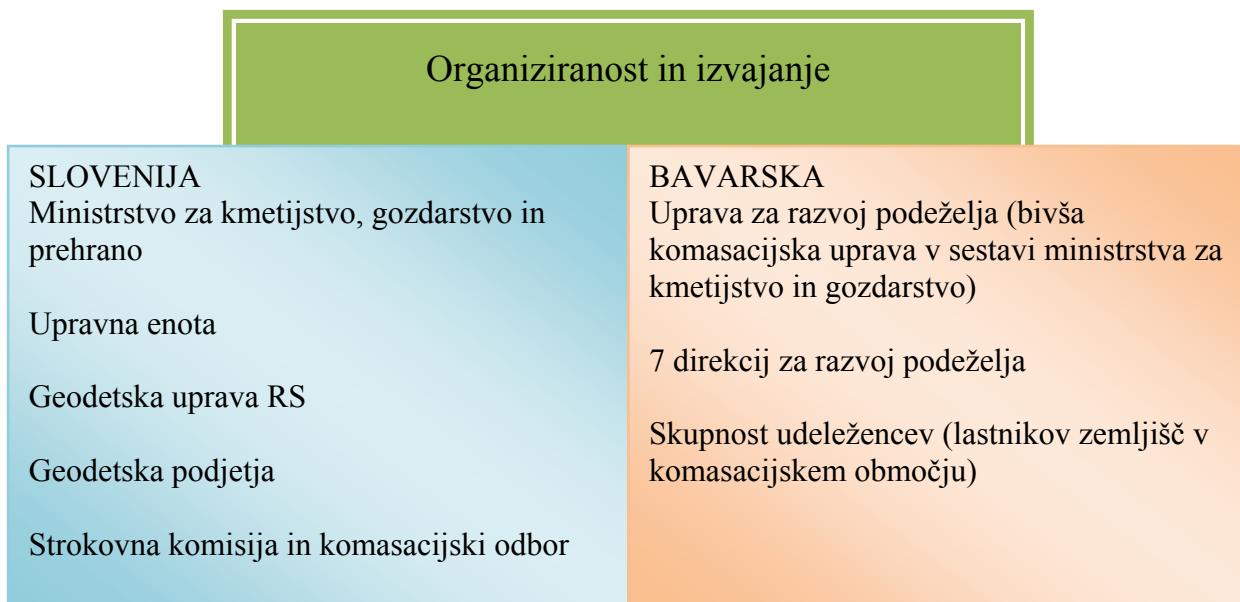 Organiziranost in izvajanje
SLOVENIJA
Ministrstvo za kmetijstvo, gozdarstvo in
prehrano
Upravna enota
Geodetska uprava RS
Geodetska podjetja
Strokovna komisija in komasacijski odbor
BAVARSKA
Uprava za razvoj podeželja (bivša
komasacijska uprava v sestavi ministrstva za
kmetijstvo in gozdarstvo)
7 direkcij za razvoj podeželja
Skupnost udeležencev (lastnikov zemljišč v
komasacijskem območju)